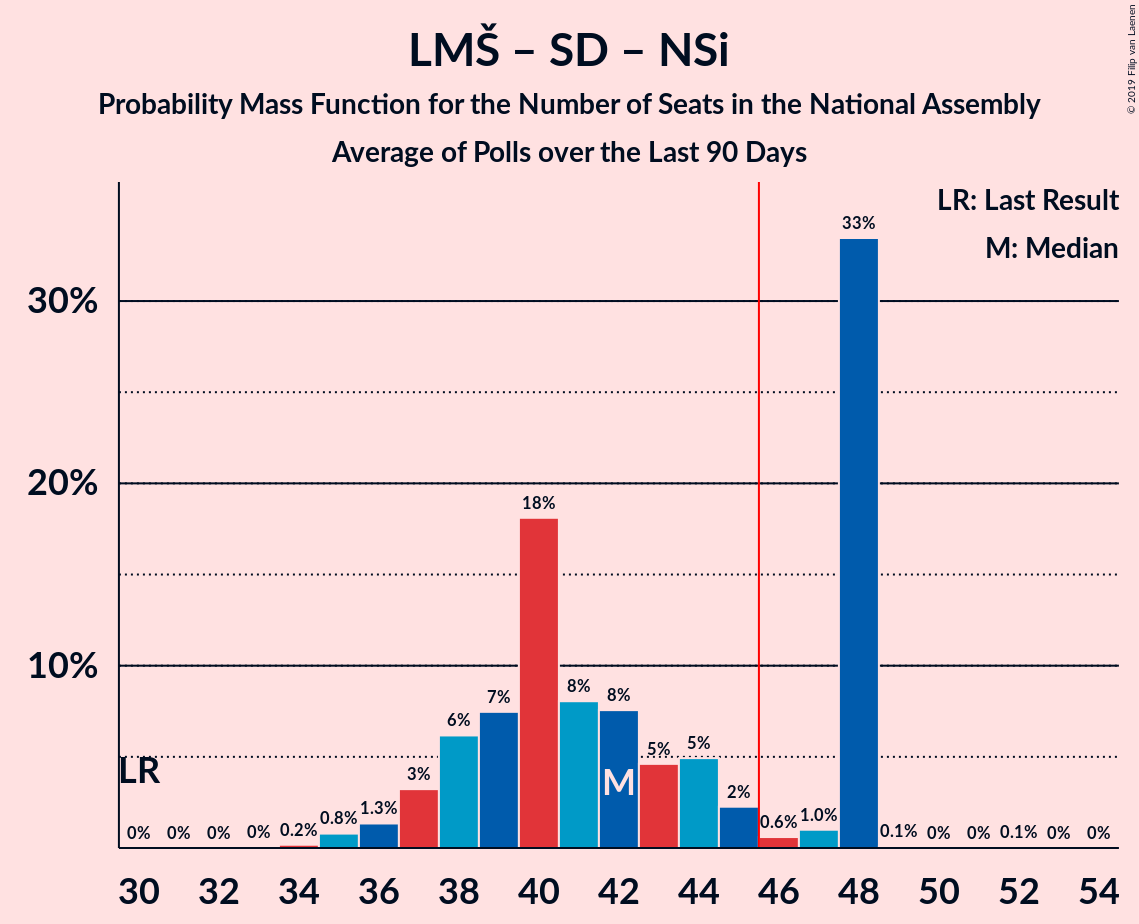 LMŠ – SD – NSi
Probability Mass Function for the Number of Seats in the National Assembly
Average of Polls over the Last 90 Days
© 2019 Filip van Laenen
LR: Last Result
M: Median
33%
30%
20%
18%
10%
8%
8%
7%
6%
5%
5%
LR
M
3%
2%
1.3%
1.0%
0.8%
0.6%
0% 0% 0% 0% 0.2% 0.1% 0% 0% 0.1% 0% 0%
30 32 34 36 38 40 42 44 46 48 50 52 54